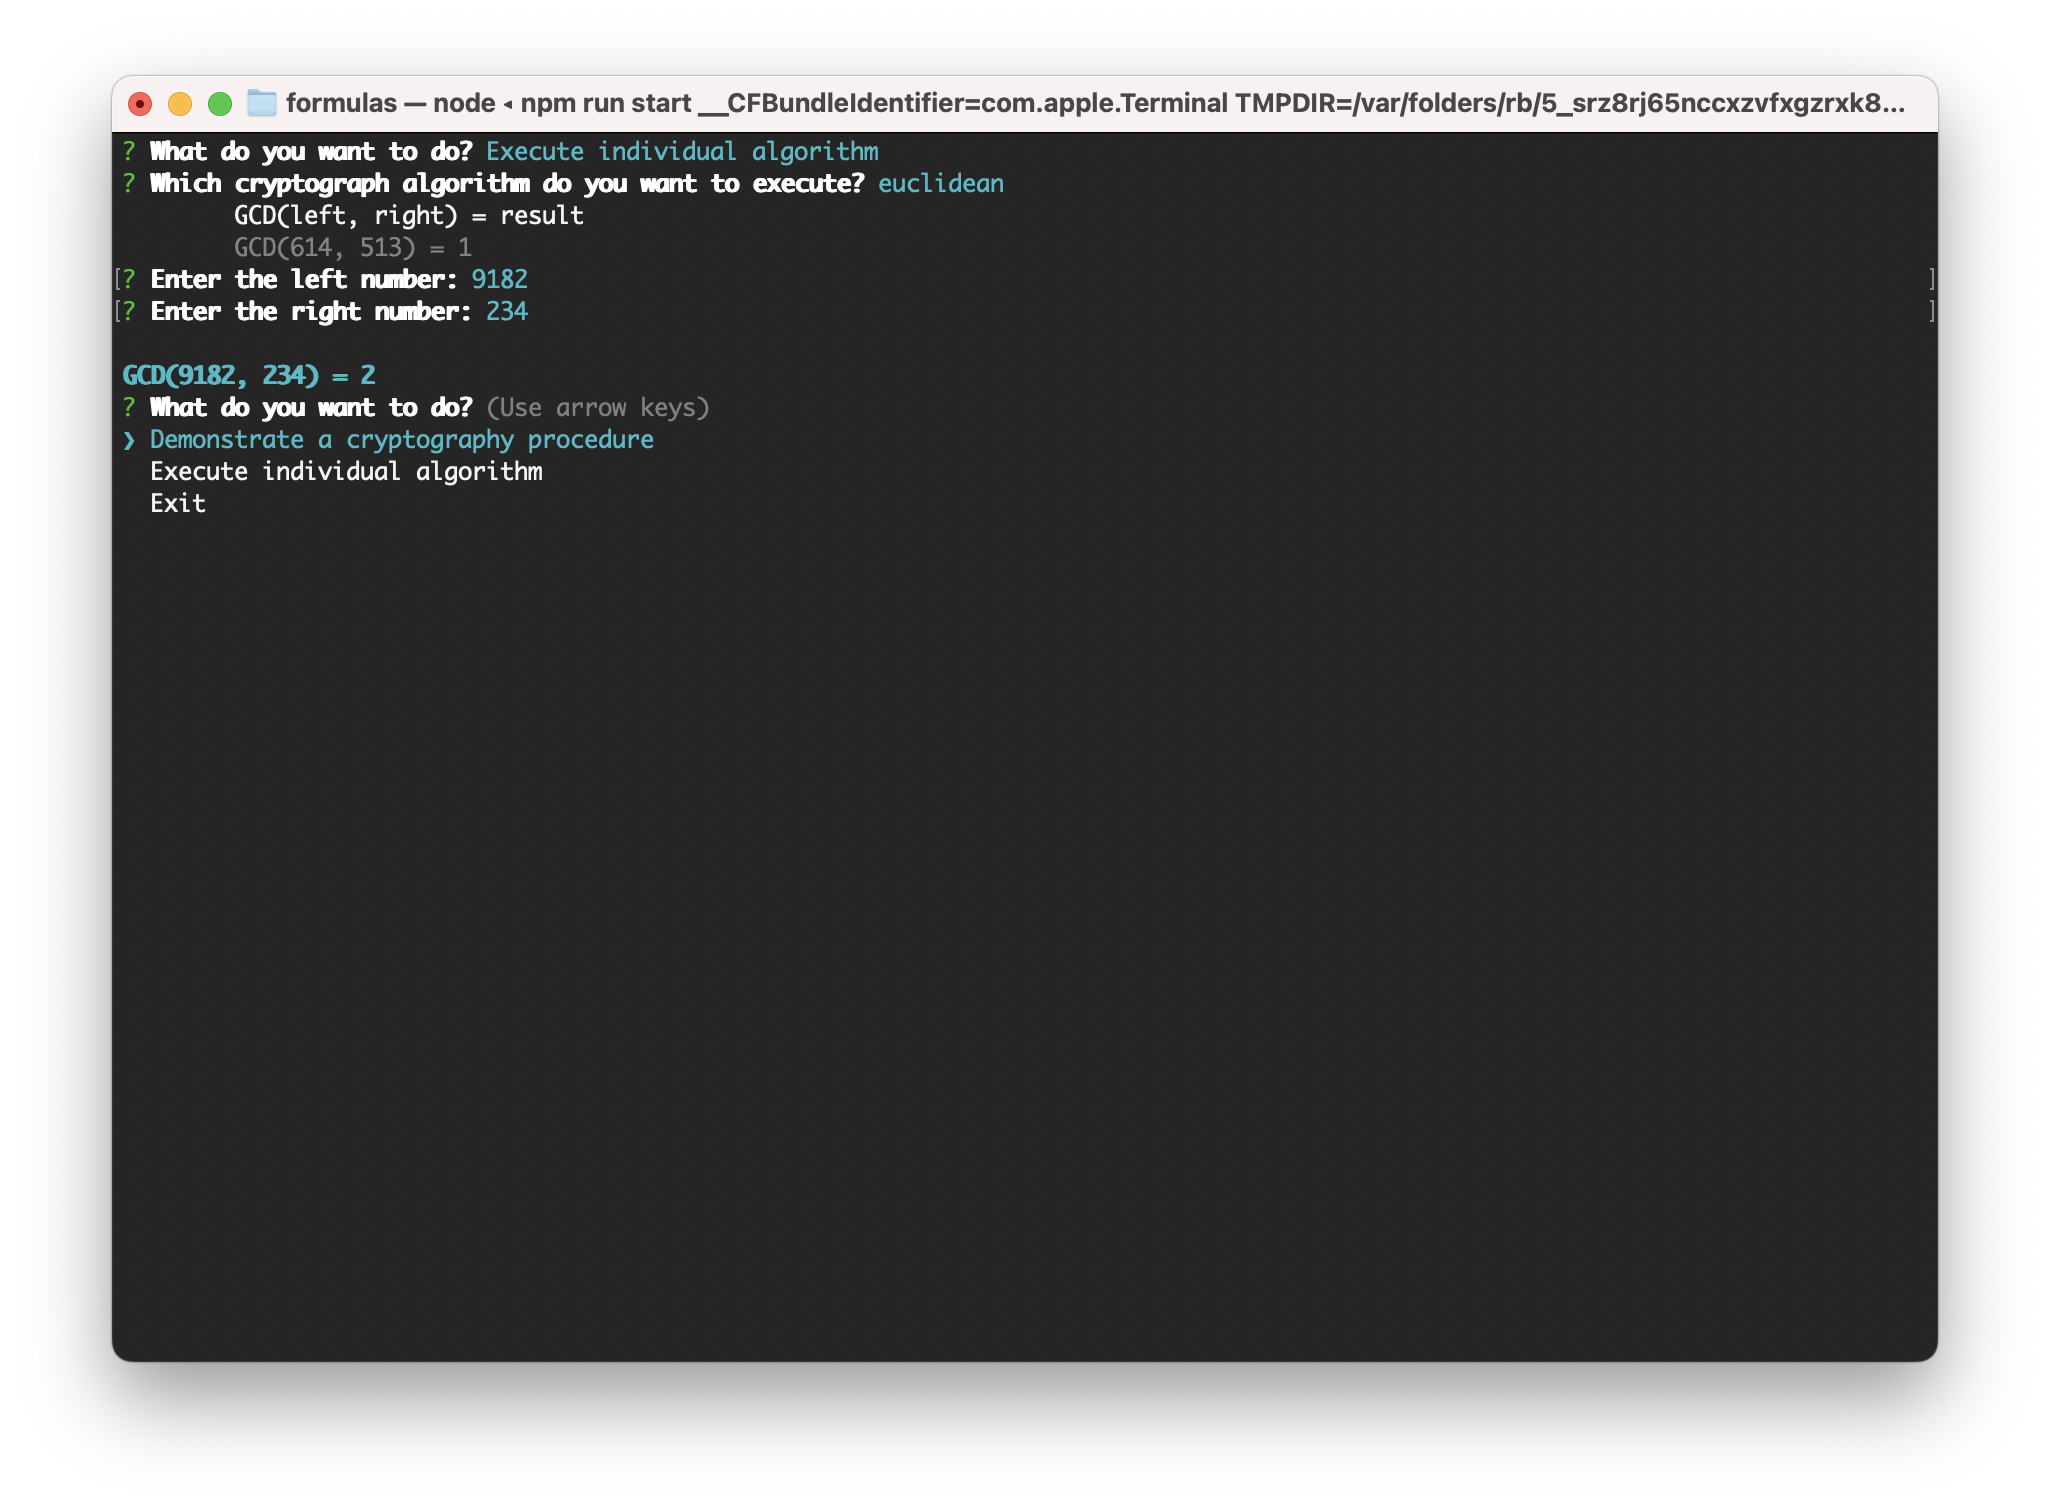 formulas — node ◂ npm run start __CFBundleIdentifier=com.apple.Terminal TMPDIR=/var/folders/rb/5_srz8rj65nccxzvfxgzrxk8...
? What do you want to do? Execute individual algorithm
? Which cryptograph algorithm do you want to execute? euclidean
GCD(left, right) = result
GCD(614, 513) = 1
[? Enter the left number: 9182 ]
[? Enter the right number: 234 ]
GCD(9182, 234) = 2
? What do you want to do? (Use arrow keys)
❯ Demonstrate a cryptography procedure
Execute individual algorithm
Exit